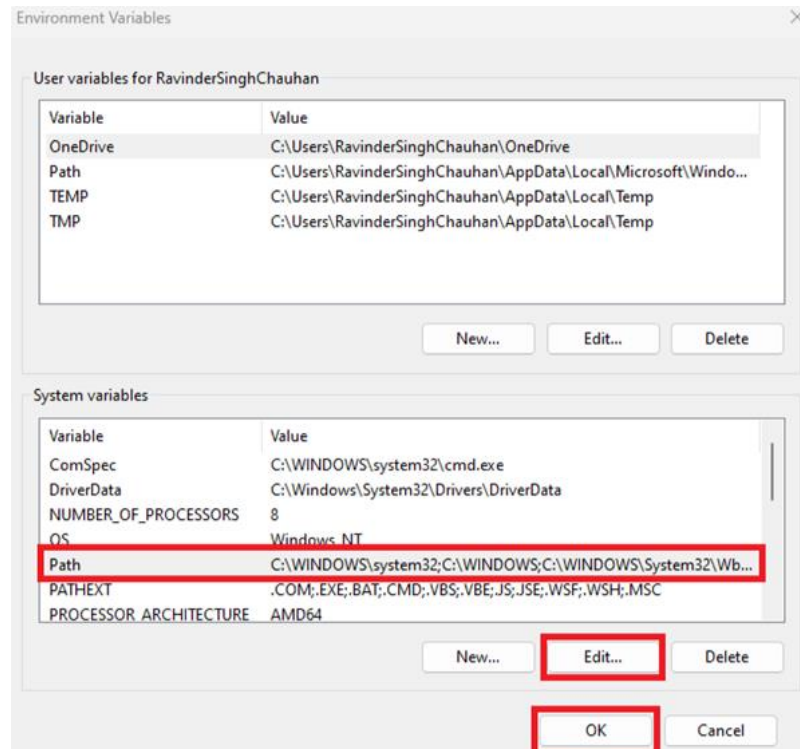 Environment Variables
User variables for RavinderSinghChauhan
Variable Value
OneDrive C:\Users\RavinderSinghChauhan\OneDrive
Path C:\Users\RavinderSinghChauhan\AppData\Local\Microsoft\Windo...
TEMP C:\Users\RavinderSinghChauhan\AppData\Local\Temp
TMP C:\Users\RavinderSinghChauhan\AppData\Local\Temp
New... Edit... Delete
System variables
Variable Value
ComSpec C:\WINDOWS\system32\cmd.exe
DriverData C:\Windows\System32\Drivers\DriverData
NUMBER_OF_PROCESSORS 8
OS Windows_NT
Path C:\WINDOWS\system32;C:\WINDOWS;C:\WINDOWS\System32\Wb...
PATHEXT .COM;.EXE;.BAT;.CMD;.VBS;.VBE;.JS;.JSE;.WSF;.WSH;.MSC
PROCESSOR_ARCHITECTURE AMD64
New... Edit... Delete
OK Cancel